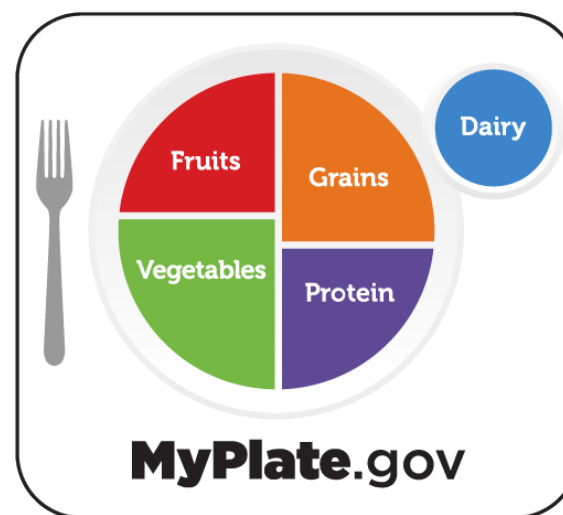 Fruits
Grains
Dairy
Vegetables
Protein
MyPlate.gov